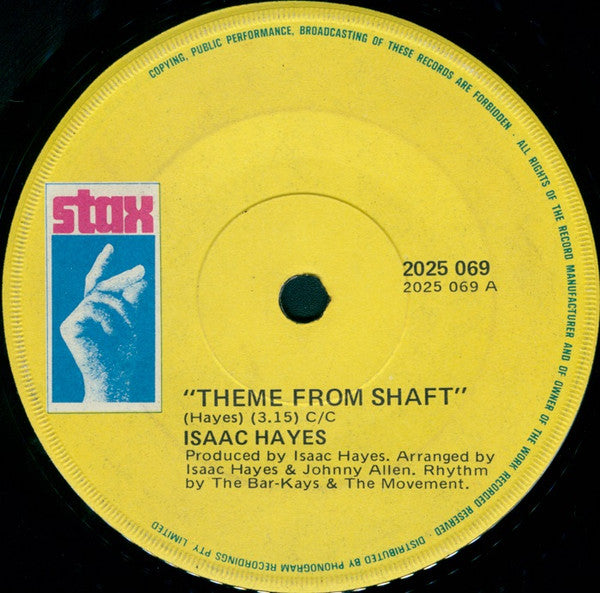 COPYING, PUBLIC PERFORMANCE, BROADCASTING OF THESE RECORDS ARE FORBIDDEN · ALL RIGHTS OF THE RECORD MANUFACTURER AND OF OWNER OF THE WORK RECORDED RESERVED · DISTRIBUTED BY PHONOGRAM RECORDINGS PTY. LIMITED
stax
2025 069
2025 069 A
"THEME FROM SHAFT"
(Hayes) (3.15) C/C
ISAAC HAYES
Produced by Isaac Hayes. Arranged by
Isaac Hayes & Johnny Allen. Rhythm
by The Bar-Kays & The Movement.